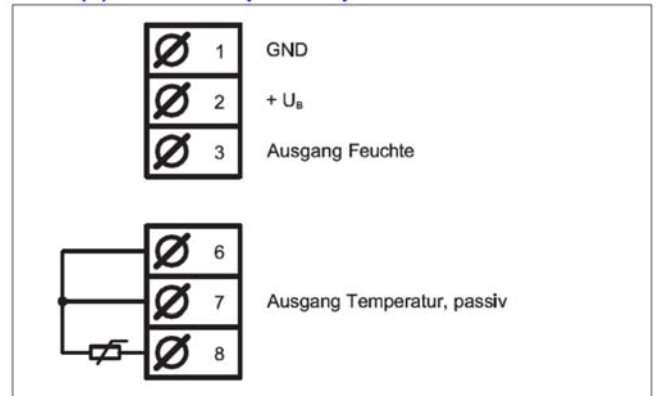 1 GND
2 + U_B
3 Ausgang Feuchte
6
7 Ausgang Temperatur, passiv
8